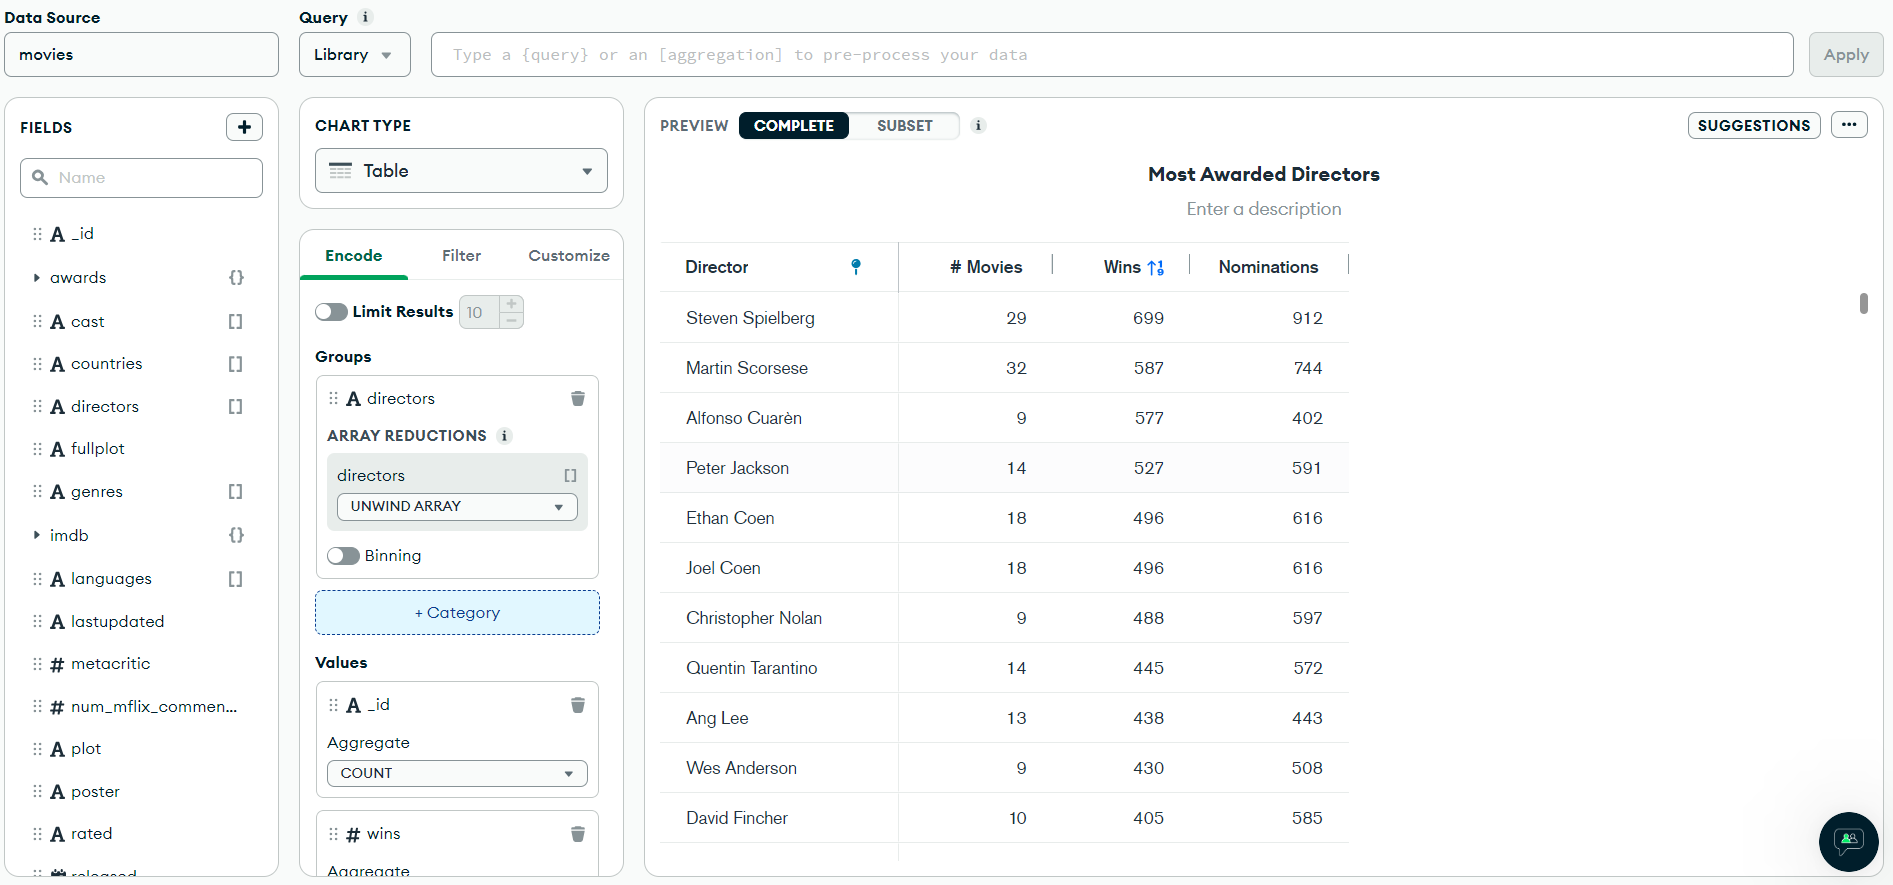 Data Source
movies
Query i
Library
Type a {query} or an [aggregation] to pre-process your data
Apply
FIELDS
+
Name
A _id
awards {}
A cast []
A countries []
A directors []
A fullplot
A genres []
imdb {}
A languages []
A lastupdated
# metacritic
# num_mflix_commen...
A plot
A poster
A rated
released
CHART TYPE
Table
Encode Filter Customize
Limit Results 10 + −
Groups
A directors
ARRAY REDUCTIONS i
directors []
UNWIND ARRAY
Binning
+ Category
Values
A _id
Aggregate
COUNT
# wins
Aggregate
PREVIEW COMPLETE SUBSET i
SUGGESTIONS ...
Most Awarded Directors
Enter a description
Director # Movies Wins Nominations
Steven Spielberg 29 699 912
Martin Scorsese 32 587 744
Alfonso Cuarèn 9 577 402
Peter Jackson 14 527 591
Ethan Coen 18 496 616
Joel Coen 18 496 616
Christopher Nolan 9 488 597
Quentin Tarantino 14 445 572
Ang Lee 13 438 443
Wes Anderson 9 430 508
David Fincher 10 405 585